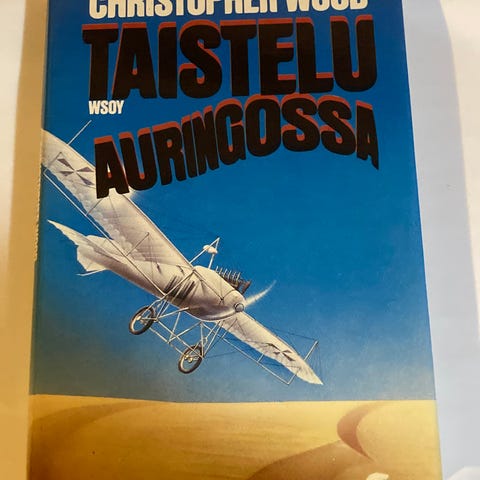 CHRISTOPHER WOOD
TAISTELU
WSOY
AURINGOSSA